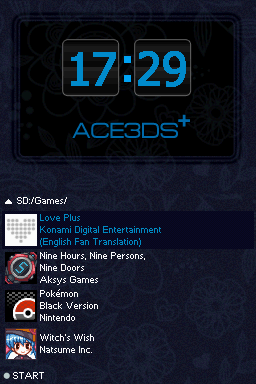 17:29
ACE3DS+
SD:/Games/
Love Plus
Konami Digital Entertainment
(English Fan Translation)
Nine Hours, Nine Persons,
Nine Doors
Aksys Games
Pokémon
Black Version
Nintendo
Witch's Wish
Natsume Inc.
START